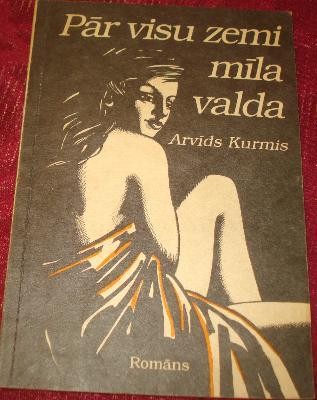 Pār visu zemi
mīla
valda
Arvīds Kurmis
Romāns